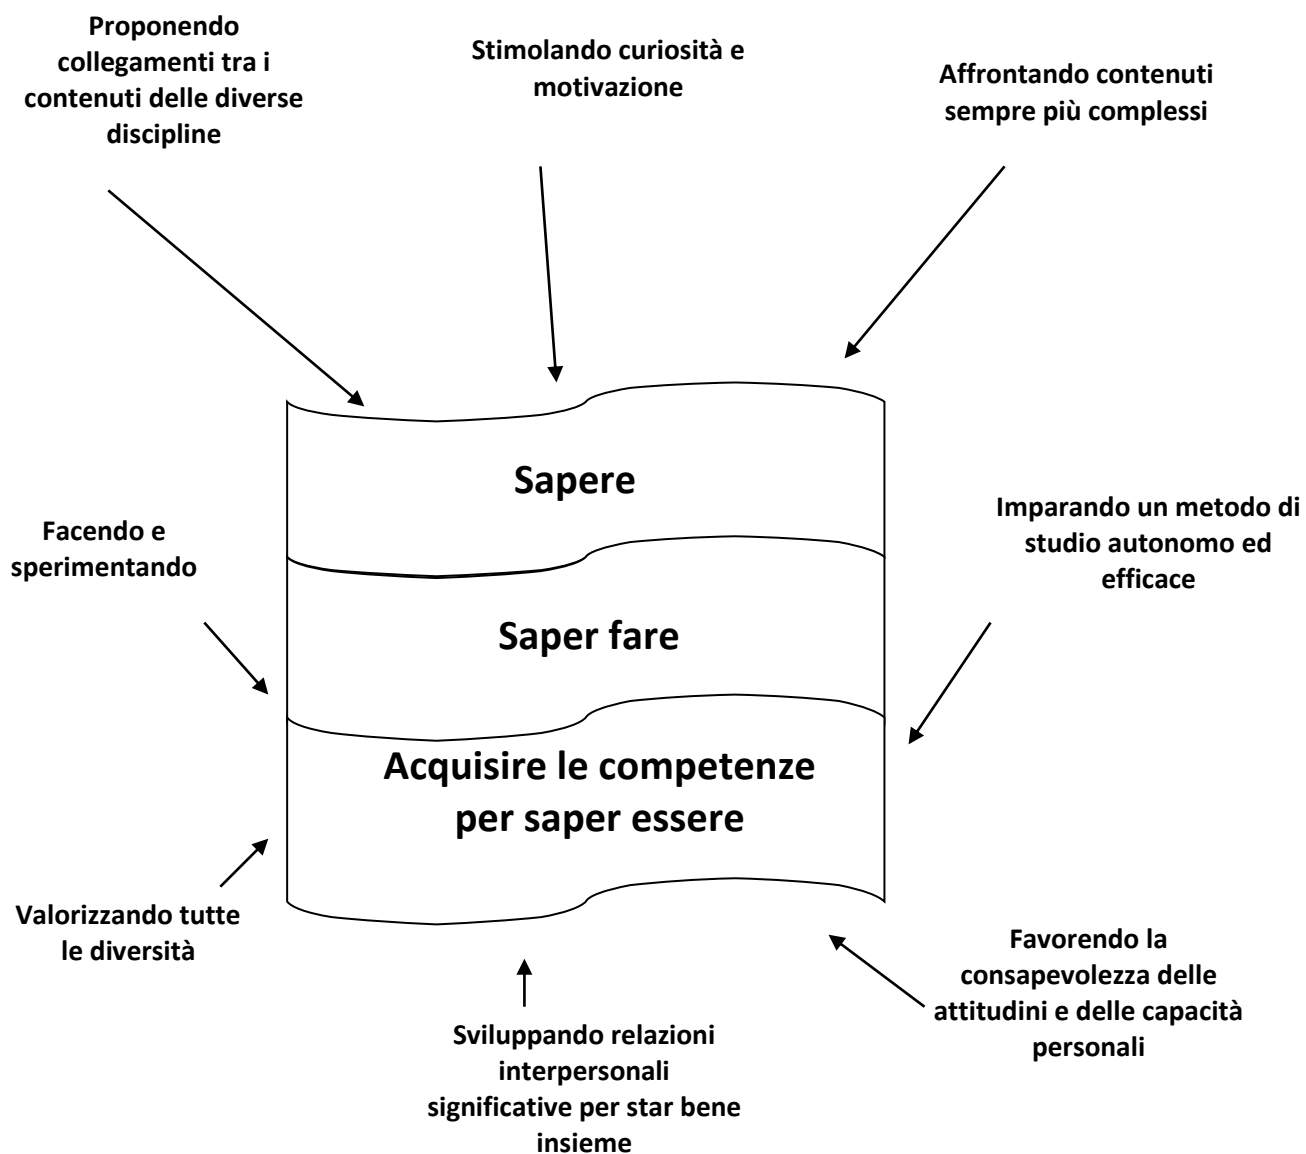 Proponendo
collegamenti tra i
contenuti delle diverse
discipline
Stimolando curiosità e
motivazione
Affrontando contenuti
sempre più complessi
Sapere
Facendo e
sperimentando
Imparando un metodo di
studio autonomo ed
efficace
Saper fare
Acquisire le competenze
per saper essere
Valorizzando tutte
le diversità
Sviluppando relazioni
interpersonali
significative per star bene
insieme
Favorendo la
consapevolezza delle
attitudini e delle capacità
personali